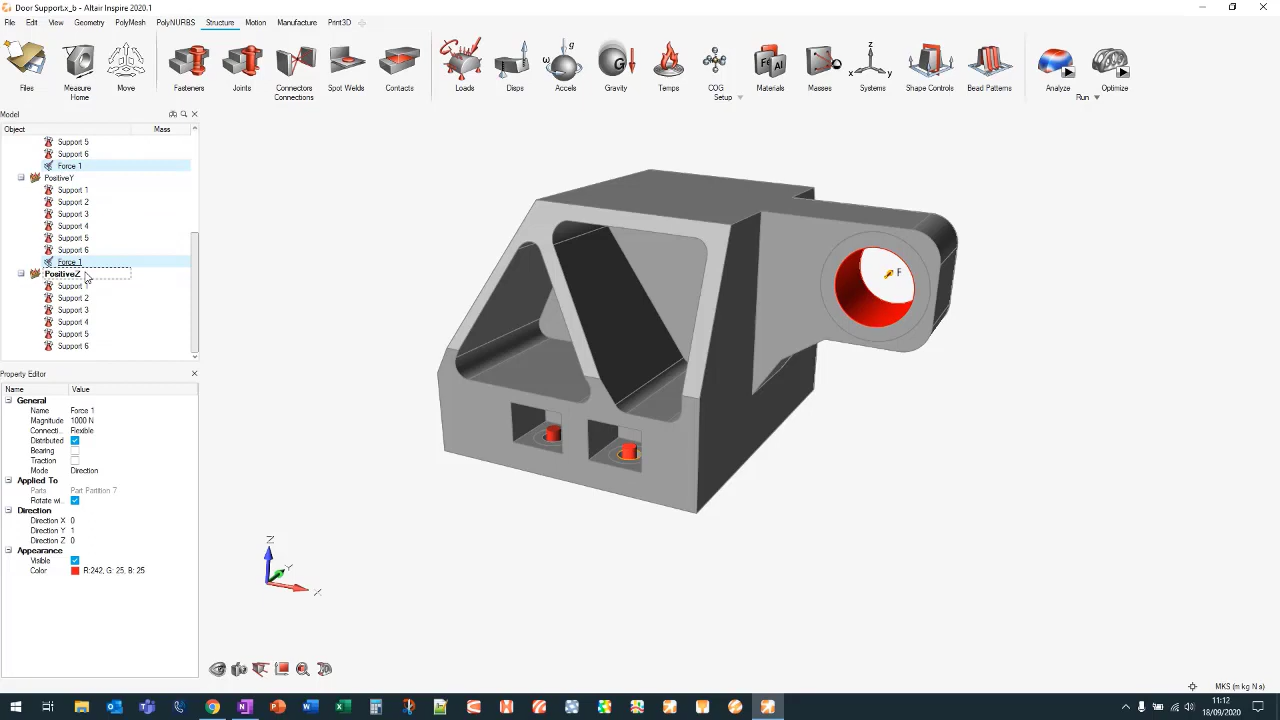 Door Support.x_b - Altair Inspire 2020.1
File Edit View Sketch Geometry PolyMesh PolyNURBS Structure Motion Manufacture Print3D
Files Measure Move Fasteners Joints Connectors Spot Welds Contacts Loads Disps Accels Gravity Temps COG Materials Masses Systems Shape Controls Bead Patterns Analyze Optimize
Home Connections Setup Run
Model
Object Mass
Support 5
Support 6
Force 1
PositiveY
Support 1
Support 2
Support 3
Support 4
Support 5
Support 6
Force 1
PositiveZ
Support 1
Support 2
Support 3
Support 4
Support 5
Support 6
Property Editor
Name Value
General
Name Force 1
Magnitude 1000 N
Connecti.. Flexible
Distributed
Bearing
Traction
Mode Direction
Applied To
Parts Part Partition 7
Rotate wi..
Direction
Direction X 0
Direction Y 1
Direction Z 0
Appearance
Visible
Color R:242, G: 25, B: 25
F
Z
Y
X
MKS (m kg N s)
11:12
18/09/2020